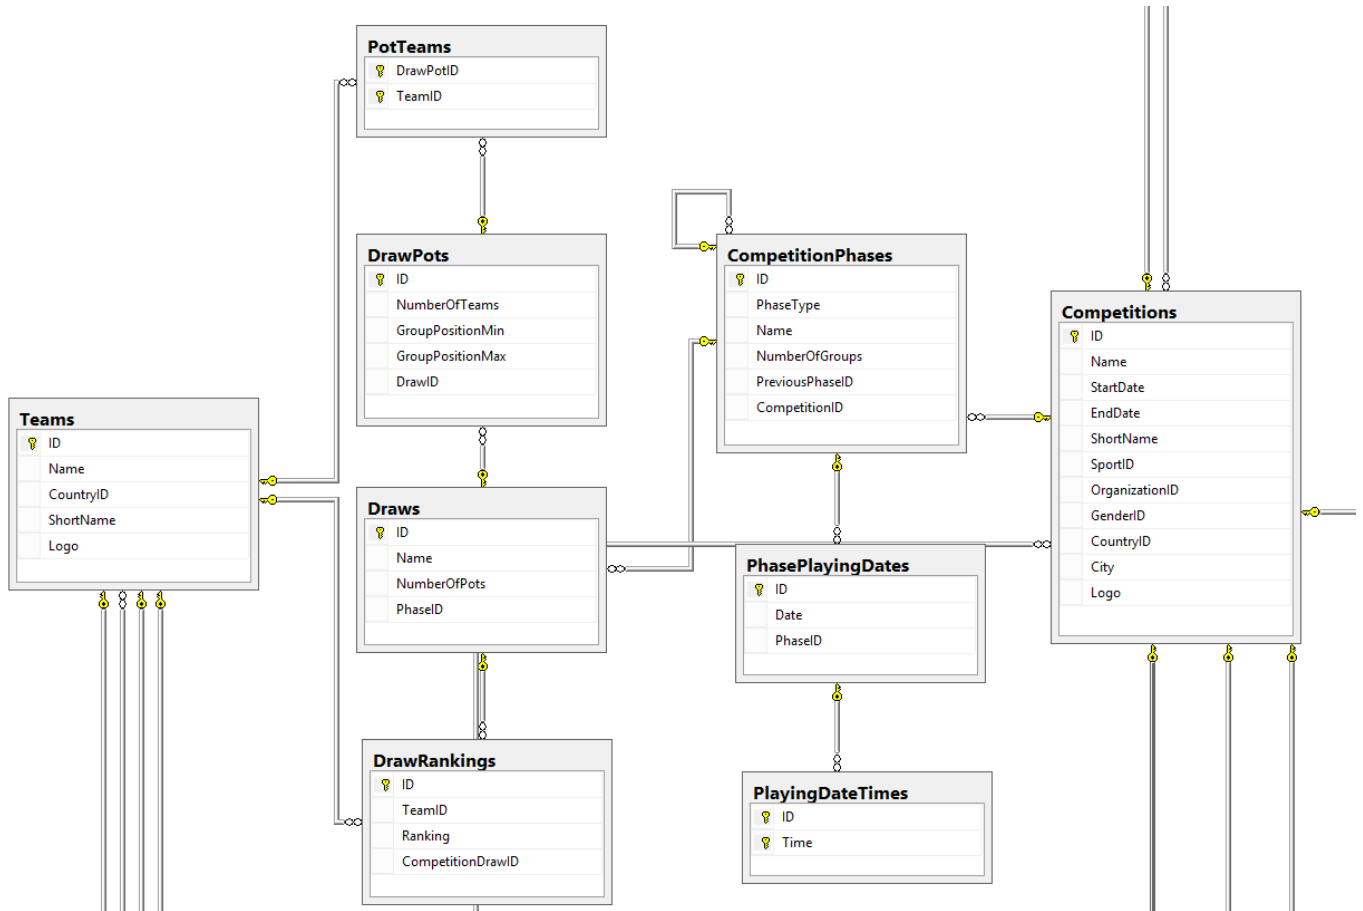 PotTeams
DrawPotID
TeamID
DrawPots
ID
NumberOfTeams
GroupPositionMin
GroupPositionMax
DrawID
CompetitionPhases
ID
PhaseType
Name
NumberOfGroups
PreviousPhaseID
CompetitionID
Competitions
ID
Name
StartDate
EndDate
ShortName
SportID
OrganizationID
GenderID
CountryID
City
Logo
Teams
ID
Name
CountryID
ShortName
Logo
Draws
ID
Name
NumberOfPots
PhaseID
PhasePlayingDates
ID
Date
PhaseID
DrawRankings
ID
TeamID
Ranking
CompetitionDrawID
PlayingDateTimes
ID
Time